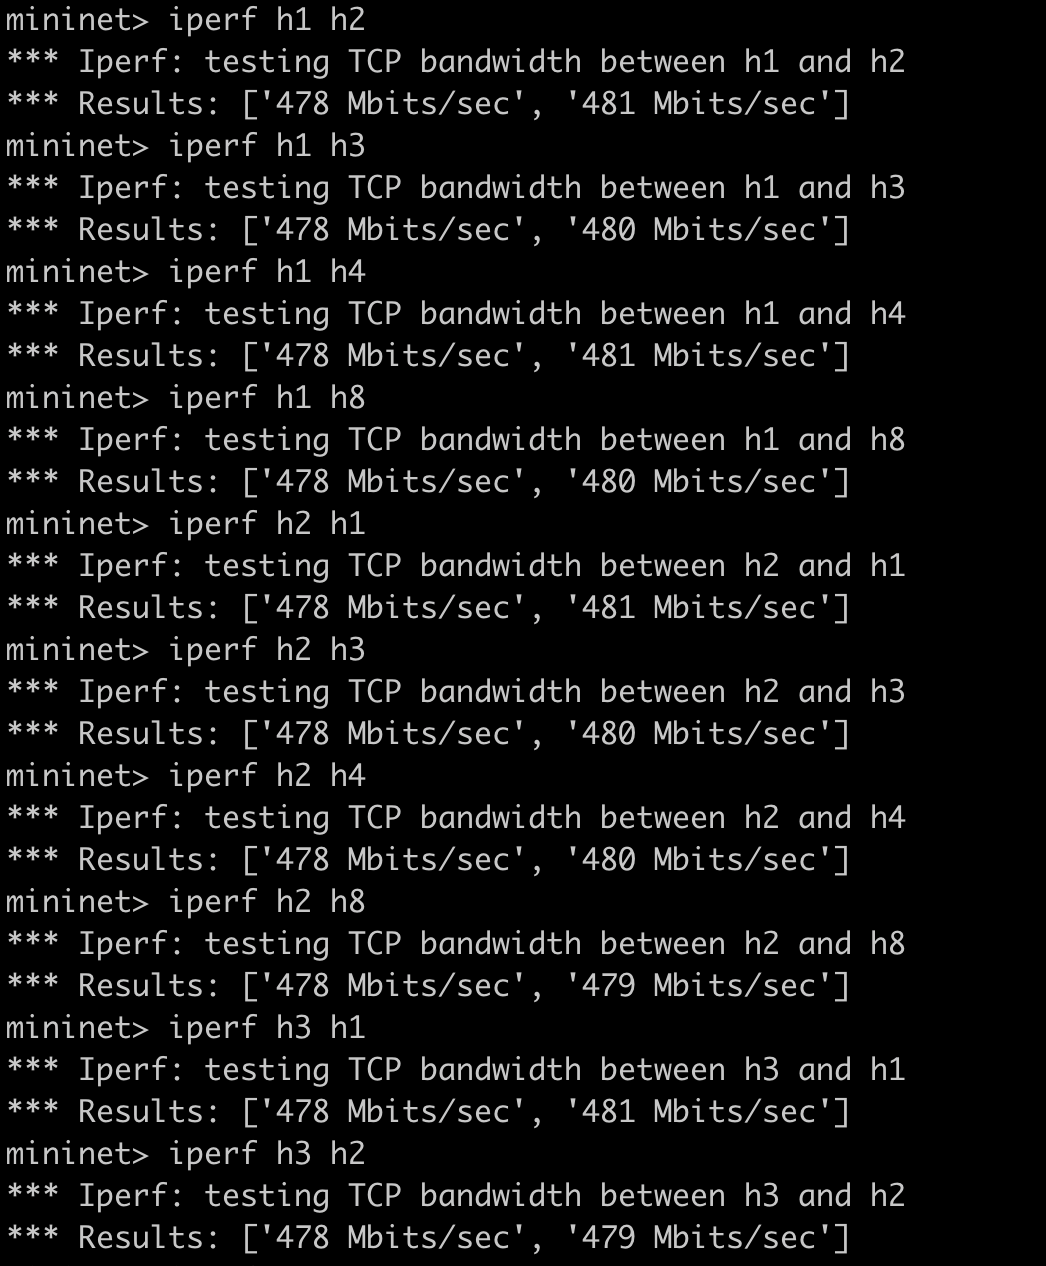 mininet> iperf h1 h2
*** Iperf: testing TCP bandwidth between h1 and h2
*** Results: ['478 Mbits/sec', '481 Mbits/sec']
mininet> iperf h1 h3
*** Iperf: testing TCP bandwidth between h1 and h3
*** Results: ['478 Mbits/sec', '480 Mbits/sec']
mininet> iperf h1 h4
*** Iperf: testing TCP bandwidth between h1 and h4
*** Results: ['478 Mbits/sec', '481 Mbits/sec']
mininet> iperf h1 h8
*** Iperf: testing TCP bandwidth between h1 and h8
*** Results: ['478 Mbits/sec', '480 Mbits/sec']
mininet> iperf h2 h1
*** Iperf: testing TCP bandwidth between h2 and h1
*** Results: ['478 Mbits/sec', '481 Mbits/sec']
mininet> iperf h2 h3
*** Iperf: testing TCP bandwidth between h2 and h3
*** Results: ['478 Mbits/sec', '480 Mbits/sec']
mininet> iperf h2 h4
*** Iperf: testing TCP bandwidth between h2 and h4
*** Results: ['478 Mbits/sec', '480 Mbits/sec']
mininet> iperf h2 h8
*** Iperf: testing TCP bandwidth between h2 and h8
*** Results: ['478 Mbits/sec', '479 Mbits/sec']
mininet> iperf h3 h1
*** Iperf: testing TCP bandwidth between h3 and h1
*** Results: ['478 Mbits/sec', '481 Mbits/sec']
mininet> iperf h3 h2
*** Iperf: testing TCP bandwidth between h3 and h2
*** Results: ['478 Mbits/sec', '479 Mbits/sec']